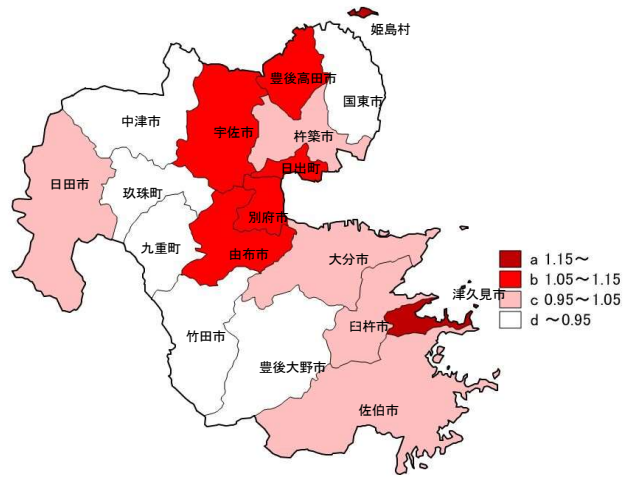 姫島村
豊後高田市
国東市
中津市
宇佐市
杵築市
日出町
日田市
玖珠町
別府市
九重町
由布市
大分市
a 1.15～
b 1.05～1.15
津久見市
c 0.95～1.05
d ～0.95
臼杵市
竹田市
豊後大野市
佐伯市